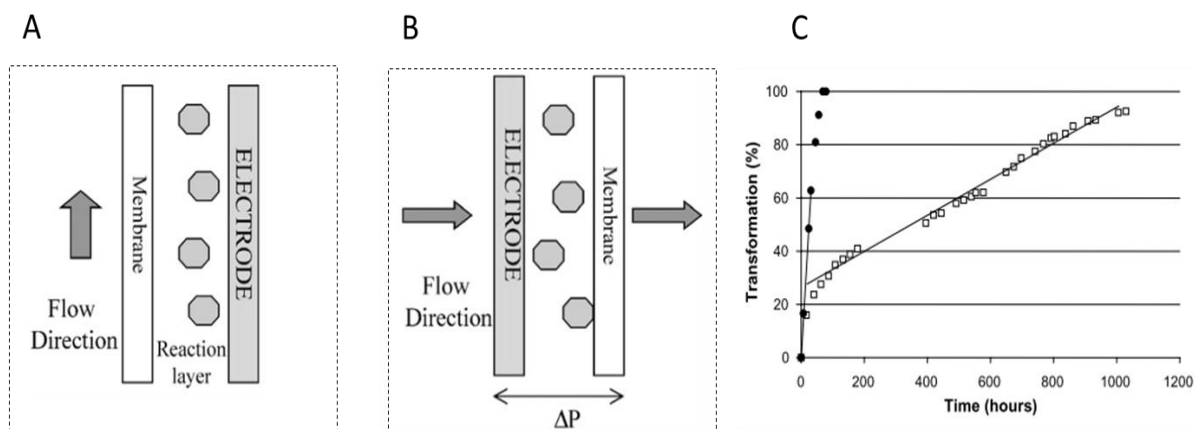 A
Membrane
ELECTRODE
Flow
Direction
Reaction
layer
B
ELECTRODE
Membrane
Flow
Direction
ΔP
C
Transformation (%)
100
80
60
40
20
0
0 200 400 600 800 1000 1200
Time (hours)